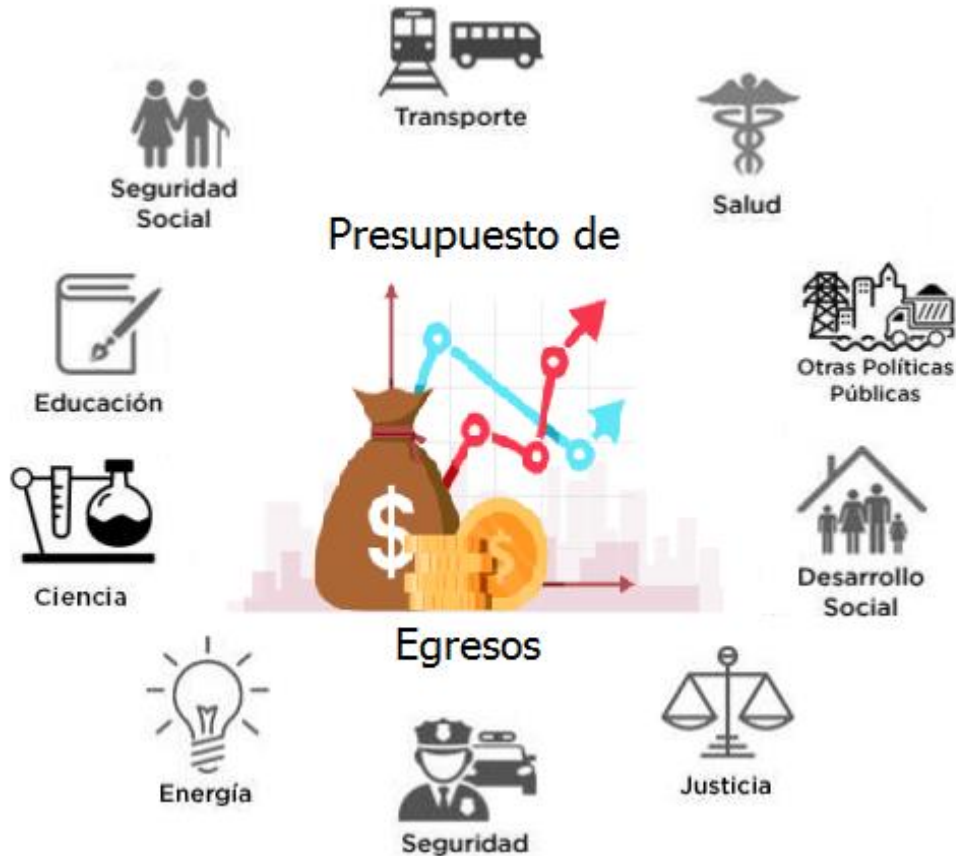 Transporte
Seguridad
Social
Salud
Presupuesto de
Otras Políticas
Públicas
Educación
$
$
Desarrollo
Social
Ciencia
Egresos
Energía
Justicia
Seguridad